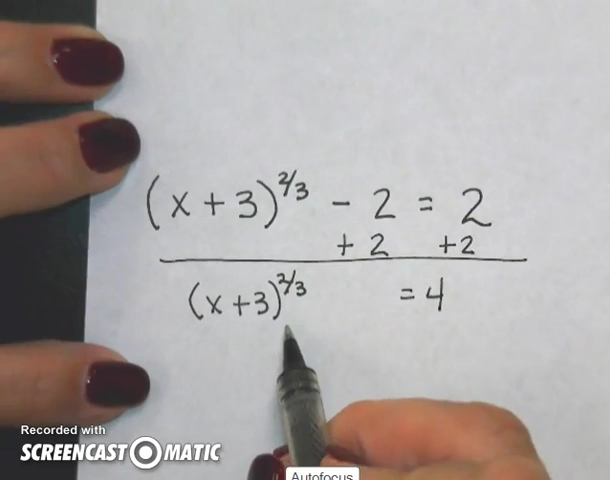 (x+3)^2/3 - 2 = 2
+ 2 +2
(x+3)^2/3 = 4
Recorded with
SCREENCAST MATIC
Autofocus